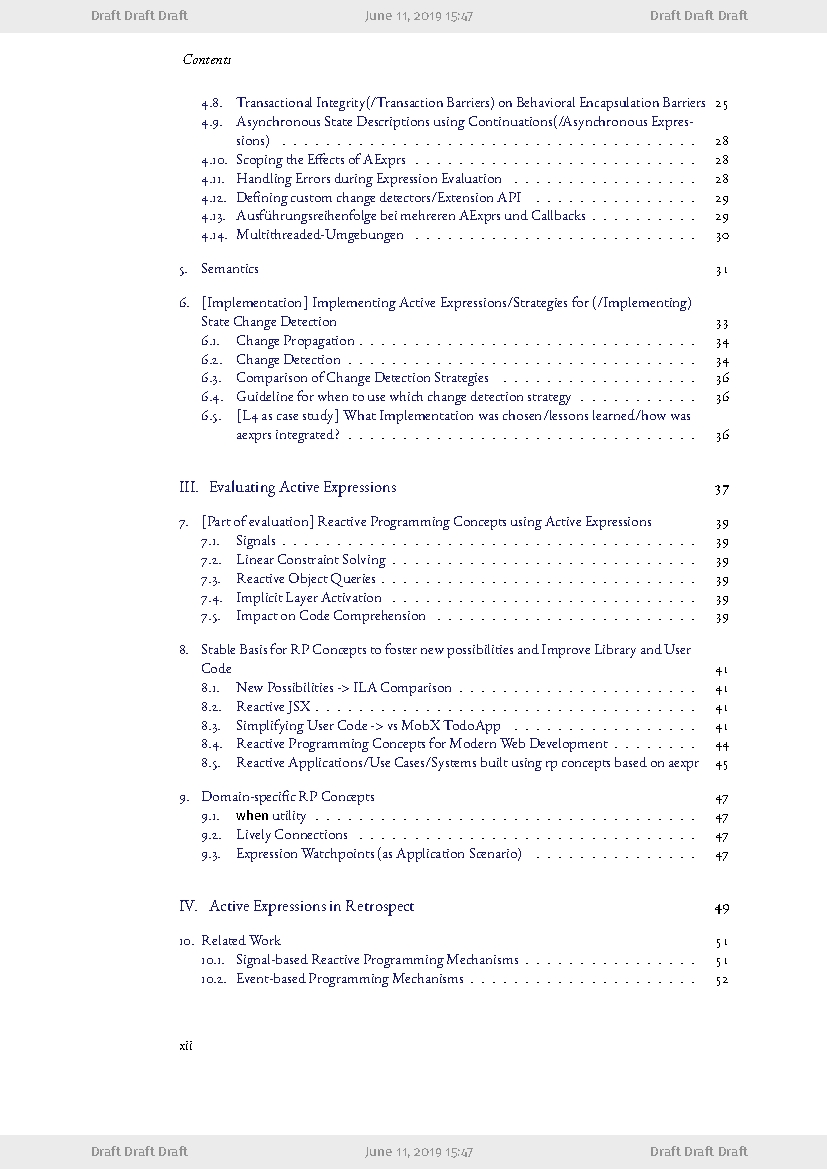 Draft Draft Draft June 11, 2019 15:47 Draft Draft Draft
Contents
4.8. Transactional Integrity(/Transaction Barriers) on Behavioral Encapsulation Barriers 25
4.9. Asynchronous State Descriptions using Continuations(/Asynchronous Expres-
sions) . . . . . . . . . . . . . . . . . . . . . . . . . . . . . . . . . . . . . . 28
4.10. Scoping the Effects of AExprs . . . . . . . . . . . . . . . . . . . . . . . . . . 28
4.11. Handling Errors during Expression Evaluation . . . . . . . . . . . . . . . . . 28
4.12. Defining custom change detectors/Extension API . . . . . . . . . . . . . . . 29
4.13. Ausführungsreihenfolge bei mehreren AExprs und Callbacks . . . . . . . . . . 29
4.14. Multithreaded-Umgebungen . . . . . . . . . . . . . . . . . . . . . . . . . . 30
5. Semantics 31
6. [Implementation] Implementing Active Expressions/Strategies for (/Implementing)
State Change Detection 33
6.1. Change Propagation . . . . . . . . . . . . . . . . . . . . . . . . . . . . . . . 34
6.2. Change Detection . . . . . . . . . . . . . . . . . . . . . . . . . . . . . . . . 34
6.3. Comparison of Change Detection Strategies . . . . . . . . . . . . . . . . . . 36
6.4. Guideline for when to use which change detection strategy . . . . . . . . . . . 36
6.5. [L4 as case study] What Implementation was chosen/lessons learned/how was
aexprs integrated? . . . . . . . . . . . . . . . . . . . . . . . . . . . . . . . . 36
III. Evaluating Active Expressions 37
7. [Part of evaluation] Reactive Programming Concepts using Active Expressions 39
7.1. Signals . . . . . . . . . . . . . . . . . . . . . . . . . . . . . . . . . . . . . . 39
7.2. Linear Constraint Solving . . . . . . . . . . . . . . . . . . . . . . . . . . . . 39
7.3. Reactive Object Queries . . . . . . . . . . . . . . . . . . . . . . . . . . . . . 39
7.4. Implicit Layer Activation . . . . . . . . . . . . . . . . . . . . . . . . . . . . 39
7.5. Impact on Code Comprehension . . . . . . . . . . . . . . . . . . . . . . . . 39
8. Stable Basis for RP Concepts to foster new possibilities and Improve Library and User
Code 41
8.1. New Possibilities -> ILA Comparison . . . . . . . . . . . . . . . . . . . . . . 41
8.2. Reactive JSX . . . . . . . . . . . . . . . . . . . . . . . . . . . . . . . . . . . 41
8.3. Simplifying User Code -> vs MobX TodoApp . . . . . . . . . . . . . . . . . 41
8.4. Reactive Programming Concepts for Modern Web Development . . . . . . . . 44
8.5. Reactive Applications/Use Cases/Systems built using rp concepts based on aexpr 45
9. Domain-specific RP Concepts 47
9.1. when utility . . . . . . . . . . . . . . . . . . . . . . . . . . . . . . . . . . . 47
9.2. Lively Connections . . . . . . . . . . . . . . . . . . . . . . . . . . . . . . . 47
9.3. Expression Watchpoints (as Application Scenario) . . . . . . . . . . . . . . . 47
IV. Active Expressions in Retrospect 49
10. Related Work 51
10.1. Signal-based Reactive Programming Mechanisms . . . . . . . . . . . . . . . . 51
10.2. Event-based Programming Mechanisms . . . . . . . . . . . . . . . . . . . . . 52
xii
Draft Draft Draft June 11, 2019 15:47 Draft Draft Draft